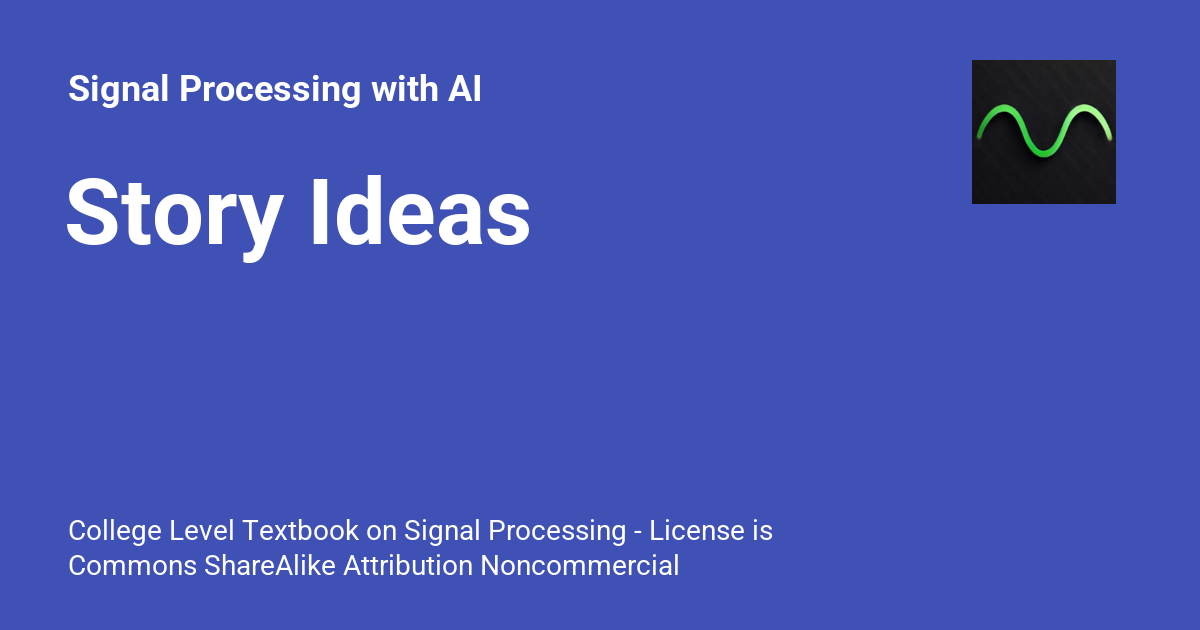 Signal Processing with AI
Story Ideas
College Level Textbook on Signal Processing - License is
Commons ShareAlike Attribution Noncommercial